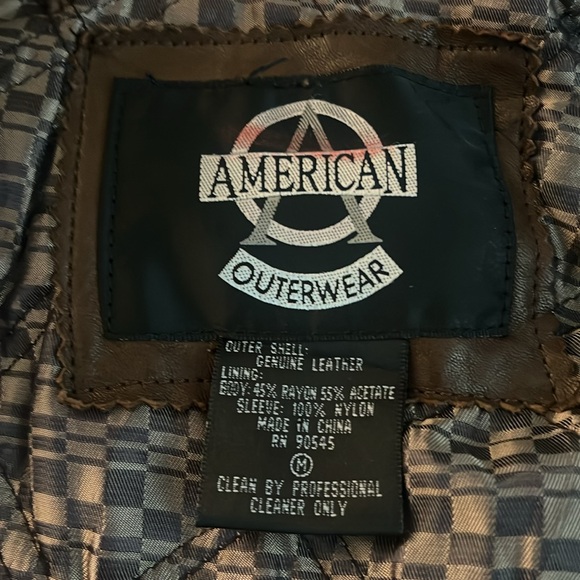 AMERICAN
OUTERWEAR
OUTER SHELL:
GENUINE LEATHER
LINING:
BODY: 45% RAYON 55% ACETATE
SLEEVE: 100% NYLON
MADE IN CHINA
RN 90545
M
CLEAN BY PROFESSIONAL
CLEANER ONLY